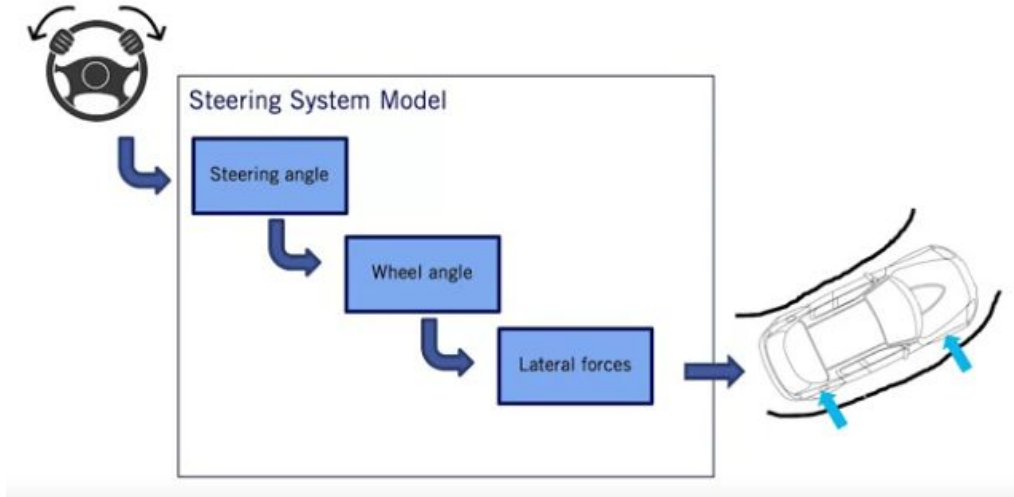 Steering System Model
Steering angle
Wheel angle
Lateral forces